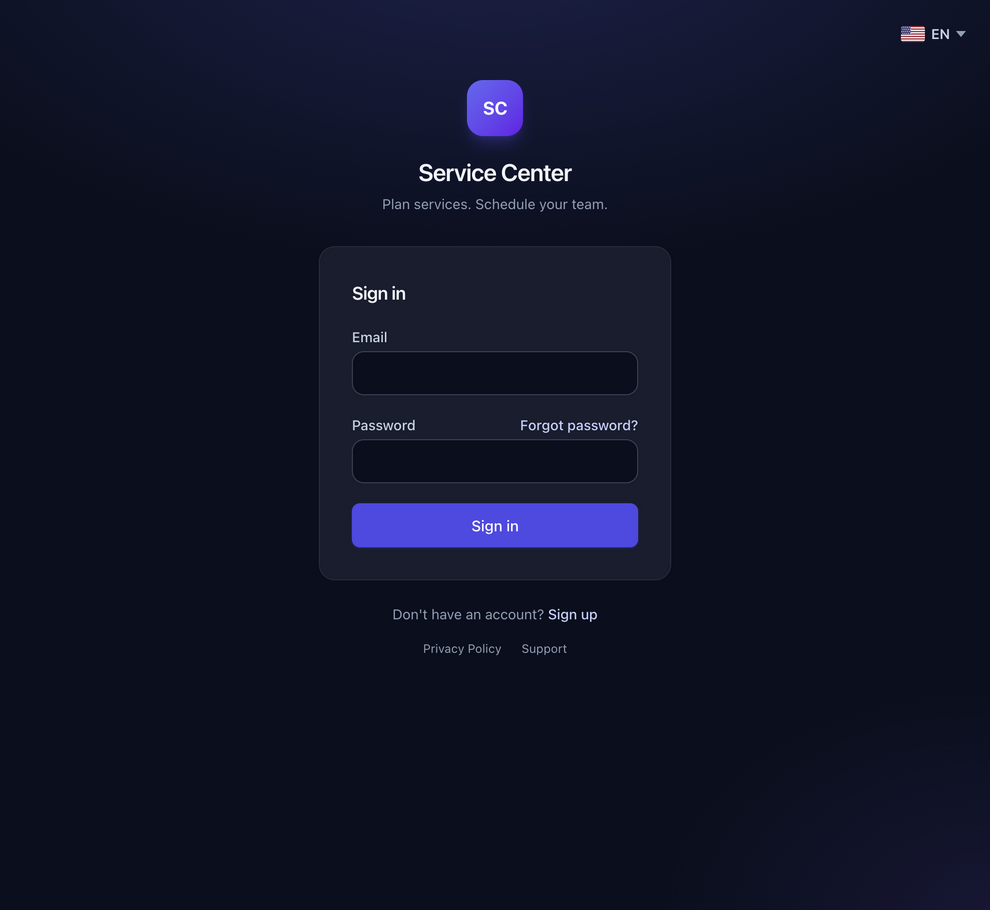 EN
SC
Service Center
Plan services. Schedule your team.
Sign in
Email
Password Forgot password?
Sign in
Don't have an account? Sign up
Privacy Policy Support